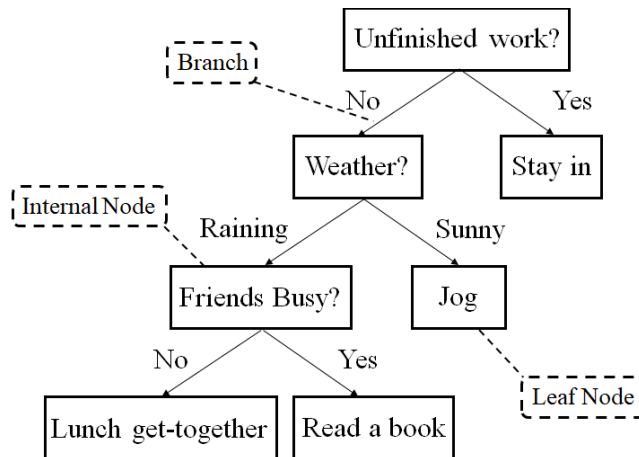 Unfinished work?
Branch
No
Yes
Weather?
Stay in
Internal Node
Raining
Sunny
Friends Busy?
Jog
No
Yes
Leaf Node
Lunch get-together
Read a book